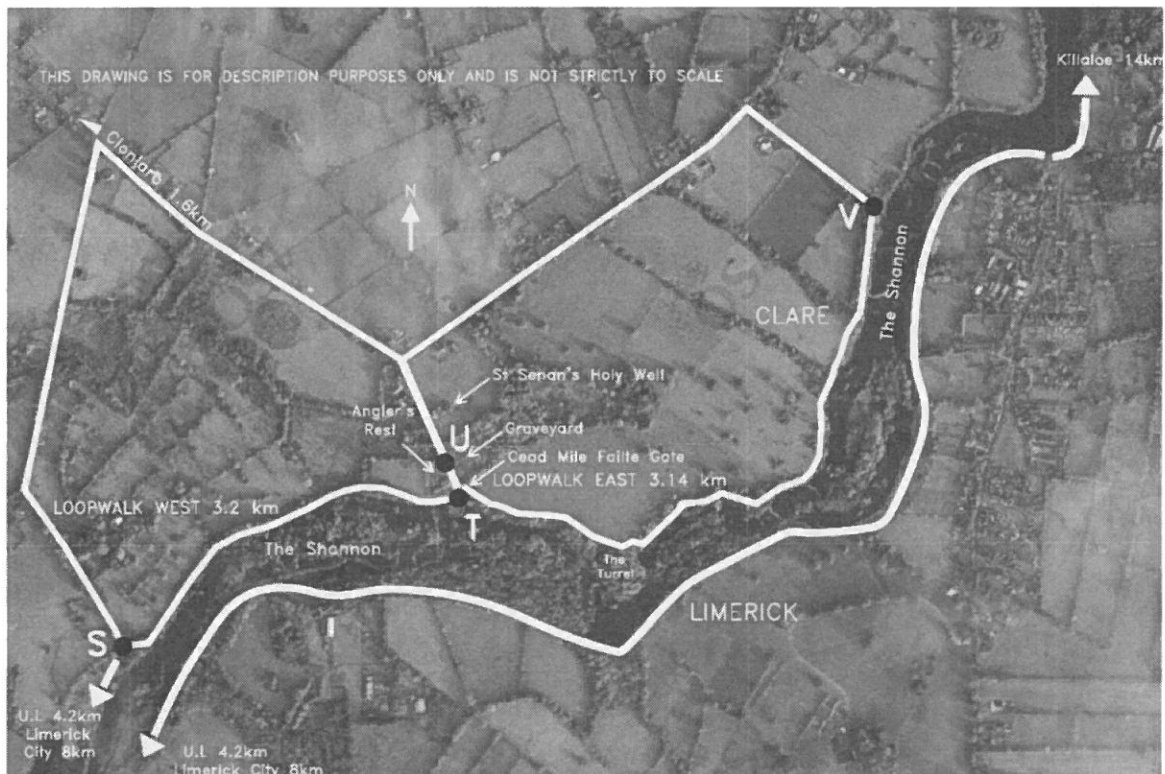 THIS DRAWING IS FOR DESCRIPTION PURPOSES ONLY AND IS NOT STRICTLY TO SCALE
Killaloe 14km
Clonlara 1.6km
N
V
The Shannon
CLARE
St Senan's Holy Well
Angler's
Rest
U
Graveyard
Cead Mile Failte Gate
LOOPWALK EAST 3.14 km
LOOPWALK WEST 3.2 km
T
The Shannon
The
Turret
LIMERICK
S
U.L 4.2km
Limerick
City 8km
U.L 4.2km
Limerick City 8km